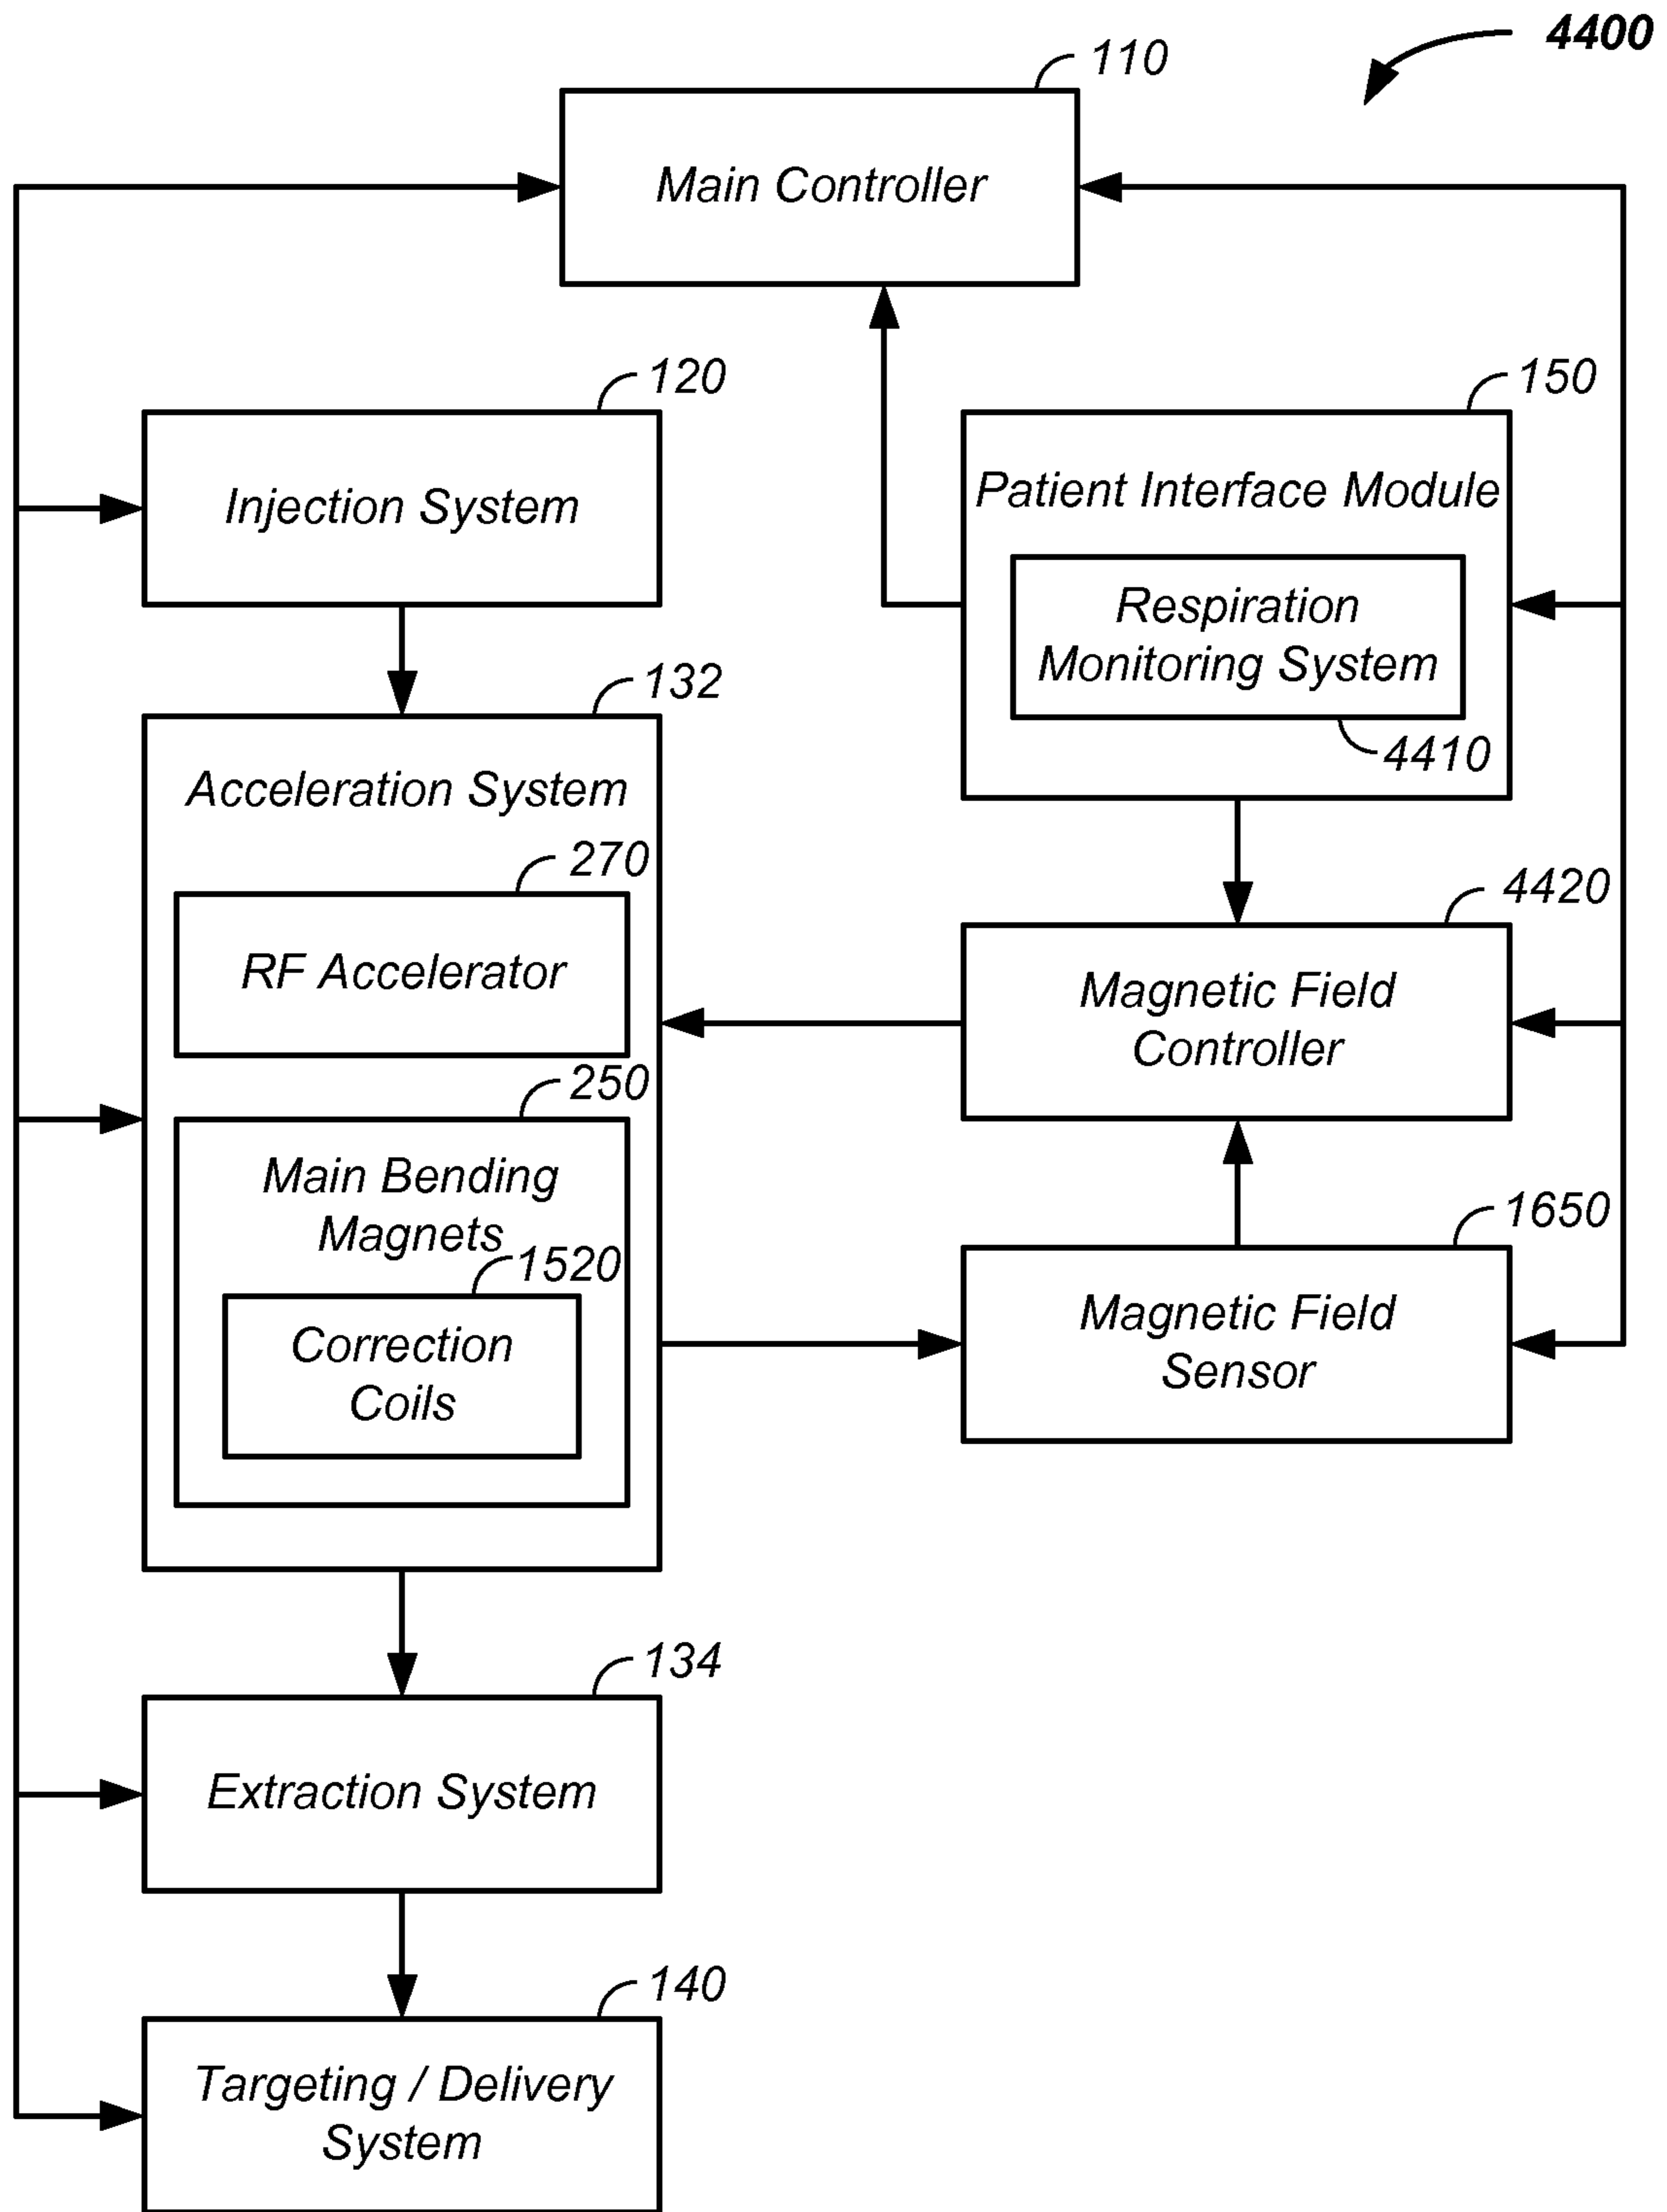 4400
110
Main Controller
120
Injection System
150
Patient Interface Module
Respiration
Monitoring System
4410
132
Acceleration System
270
RF Accelerator
250
Main Bending
Magnets
1520
Correction
Coils
4420
Magnetic Field
Controller
1650
Magnetic Field
Sensor
134
Extraction System
140
Targeting / Delivery
System